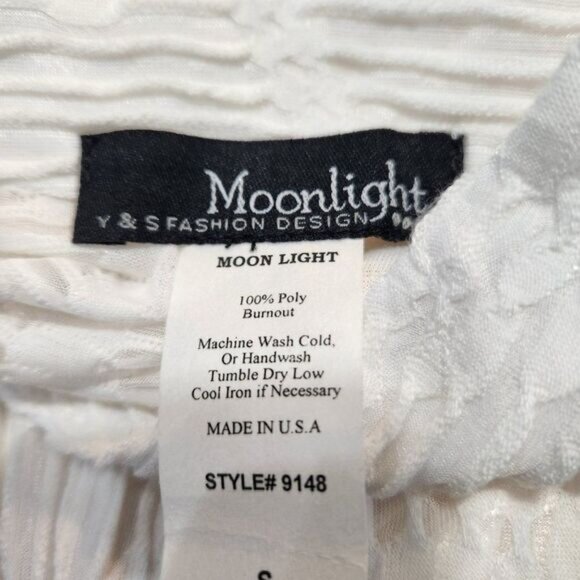 Moonlight
Y & S FASHION DESIGN
MOON LIGHT
100% Poly
Burnout
Machine Wash Cold,
Or Handwash
Tumble Dry Low
Cool Iron if Necessary
MADE IN U.S.A
STYLE# 9148
S